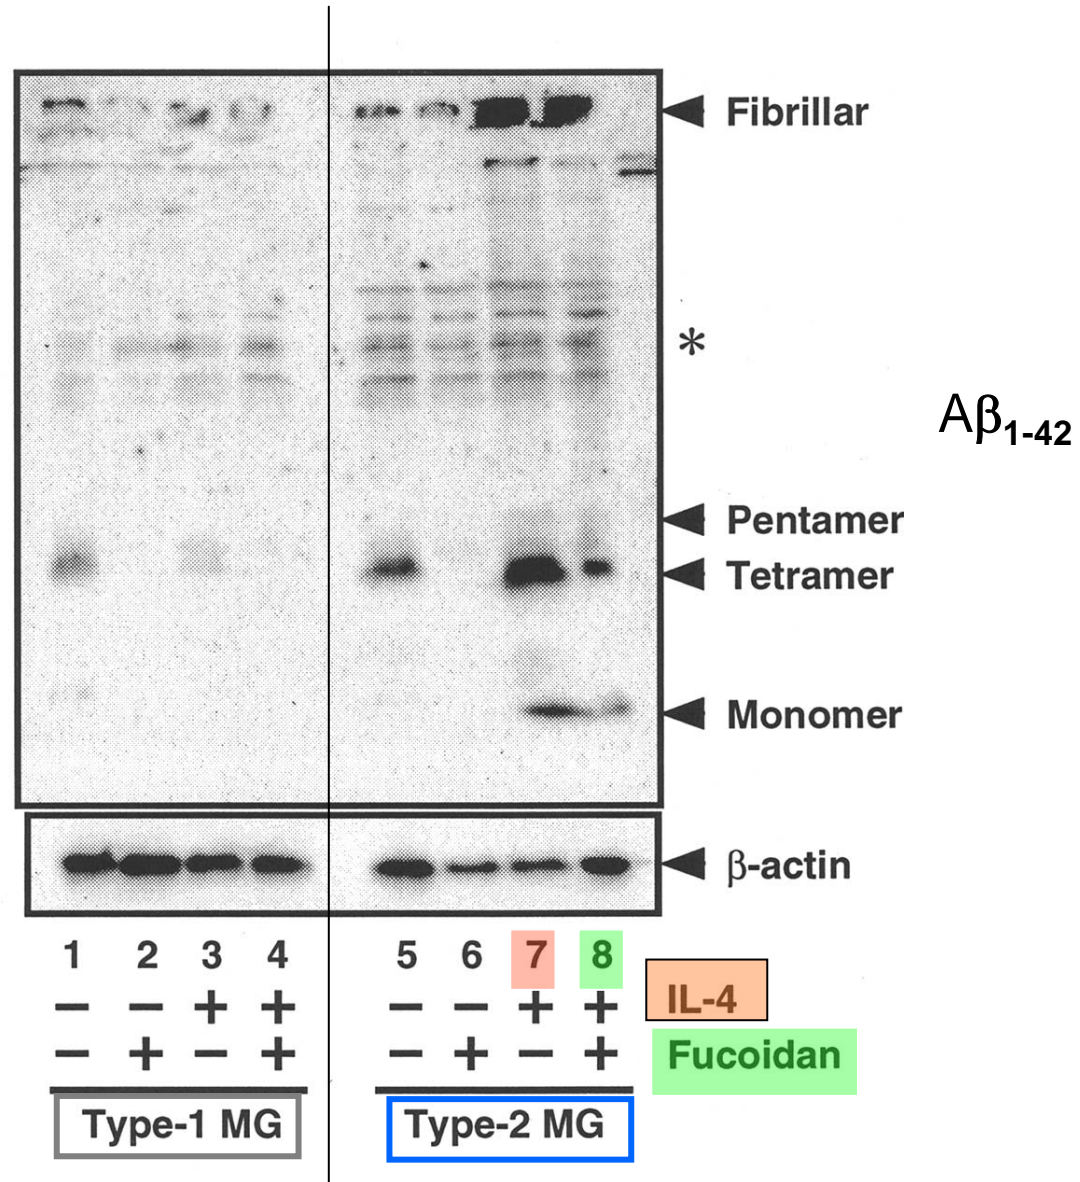 Fibrillar
*
Aβ1-42
Pentamer
Tetramer
Monomer
β-actin
1 2 3 4 5 6 7 8
− − + + − − + + IL-4
− + − + − + − + Fucoidan
Type-1 MG Type-2 MG